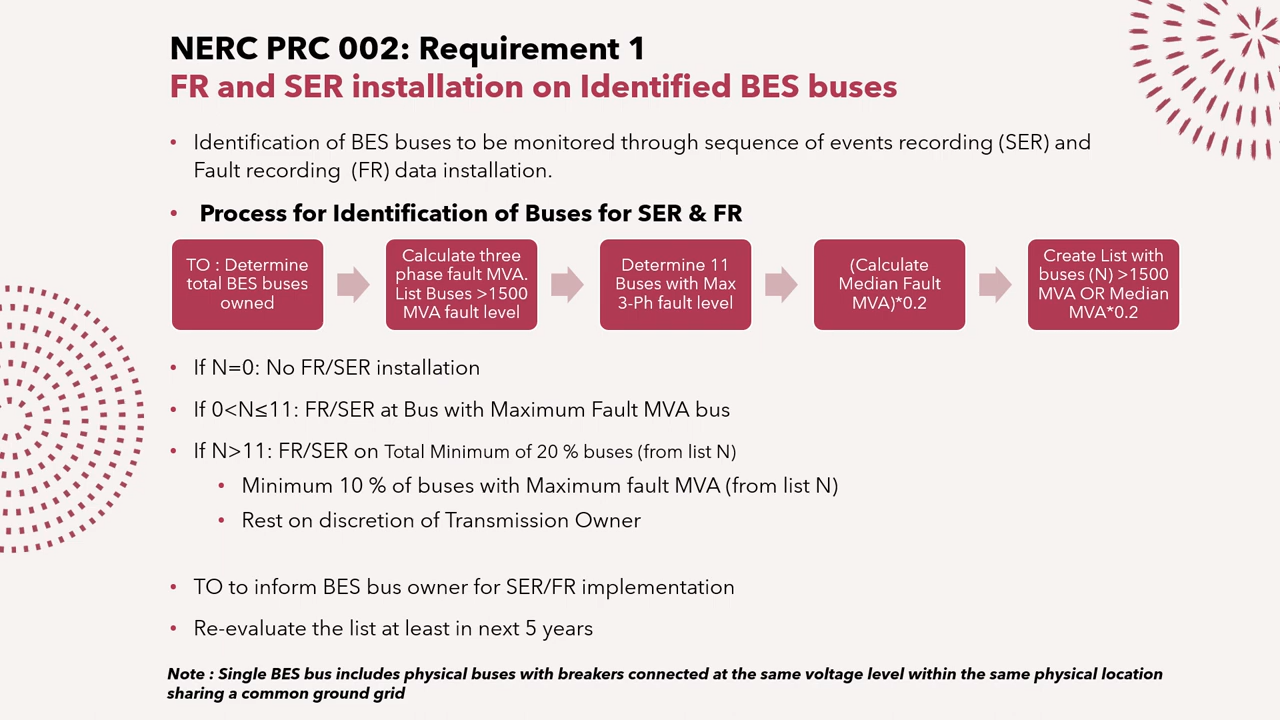 NERC PRC 002: Requirement 1
FR and SER installation on Identified BES buses
• Identification of BES buses to be monitored through sequence of events recording (SER) and
Fault recording  (FR) data installation.
• Process for Identification of Buses for SER & FR
TO : Determine
total BES buses
owned
Calculate three
phase fault MVA.
List Buses >1500
MVA fault level
Determine 11
Buses with Max
3-Ph fault level
(Calculate
Median Fault
MVA)*0.2
Create List with
buses (N) >1500
MVA OR Median
MVA*0.2
• If N=0: No FR/SER installation
• If 0<N≤11: FR/SER at Bus with Maximum Fault MVA bus
• If N>11: FR/SER on Total Minimum of 20 % buses (from list N)
• Minimum 10 % of buses with Maximum fault MVA (from list N)
• Rest on discretion of Transmission Owner
• TO to inform BES bus owner for SER/FR implementation
• Re-evaluate the list at least in next 5 years
Note : Single BES bus includes physical buses with breakers connected at the same voltage level within the same physical location
sharing a common ground grid